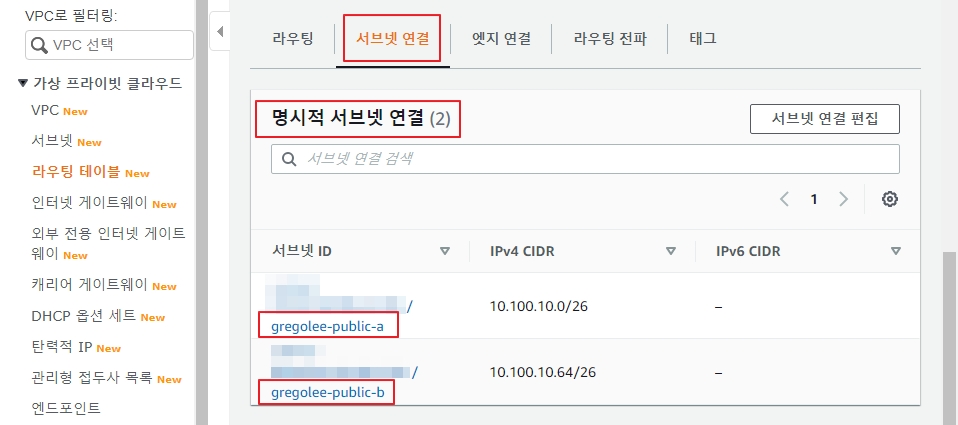 VPC로 필터링:
VPC 선택
가상 프라이빗 클라우드
VPC New
서브넷 New
라우팅 테이블 New
인터넷 게이트웨이 New
외부 전용 인터넷 게이트
웨이 New
캐리어 게이트웨이 New
DHCP 옵션 세트 New
탄력적 IP New
관리형 접두사 목록 New
엔드포인트
라우팅 서브넷 연결 엣지 연결 라우팅 전파 태그
명시적 서브넷 연결 (2) 서브넷 연결 편집
서브넷 연결 검색
1
서브넷 ID IPv4 CIDR IPv6 CIDR
/ 10.100.10.0/26 –
gregolee-public-a
/ 10.100.10.64/26 –
gregolee-public-b